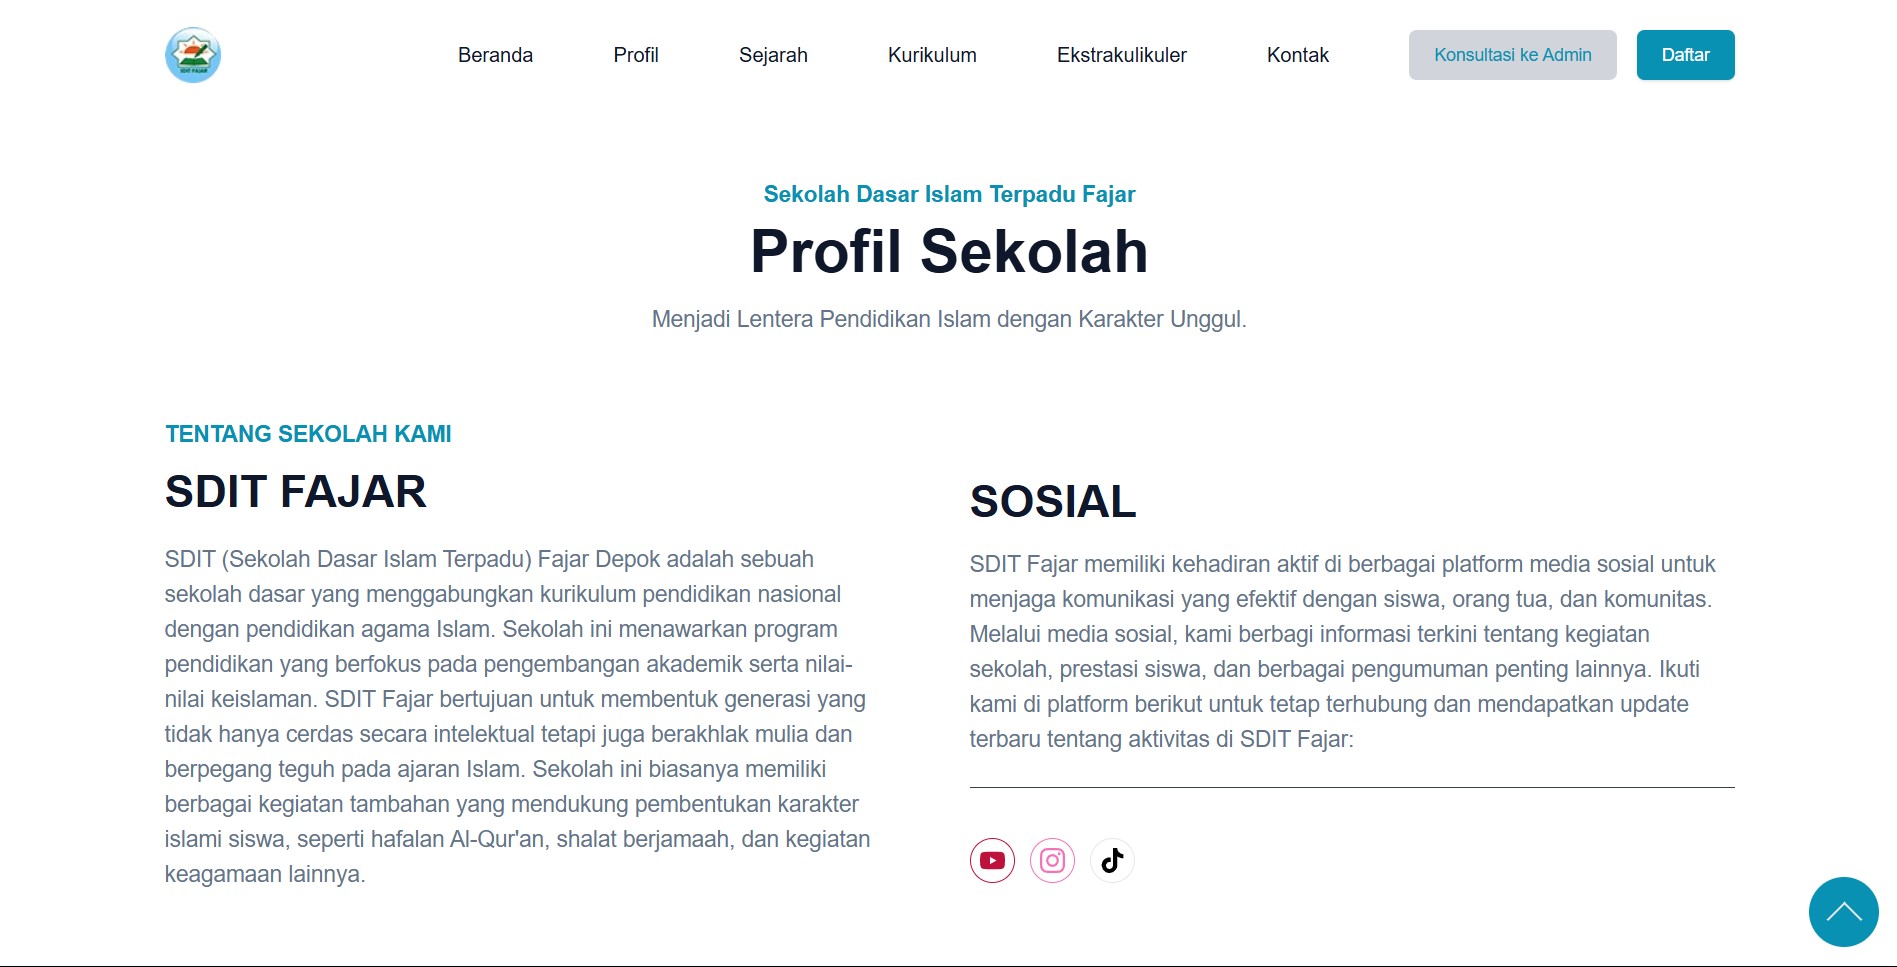 SDIT FAJAR
Beranda
Profil
Sejarah
Kurikulum
Ekstrakulikuler
Kontak
Konsultasi ke Admin
Daftar
Sekolah Dasar Islam Terpadu Fajar
Profil Sekolah
Menjadi Lentera Pendidikan Islam dengan Karakter Unggul.
TENTANG SEKOLAH KAMI
SDIT FAJAR
SDIT (Sekolah Dasar Islam Terpadu) Fajar Depok adalah sebuah
sekolah dasar yang menggabungkan kurikulum pendidikan nasional
dengan pendidikan agama Islam. Sekolah ini menawarkan program
pendidikan yang berfokus pada pengembangan akademik serta nilai-
nilai keislaman. SDIT Fajar bertujuan untuk membentuk generasi yang
tidak hanya cerdas secara intelektual tetapi juga berakhlak mulia dan
berpegang teguh pada ajaran Islam. Sekolah ini biasanya memiliki
berbagai kegiatan tambahan yang mendukung pembentukan karakter
islami siswa, seperti hafalan Al-Qur'an, shalat berjamaah, dan kegiatan
keagamaan lainnya.
SOSIAL
SDIT Fajar memiliki kehadiran aktif di berbagai platform media sosial untuk
menjaga komunikasi yang efektif dengan siswa, orang tua, dan komunitas.
Melalui media sosial, kami berbagi informasi terkini tentang kegiatan
sekolah, prestasi siswa, dan berbagai pengumuman penting lainnya. Ikuti
kami di platform berikut untuk tetap terhubung dan mendapatkan update
terbaru tentang aktivitas di SDIT Fajar: